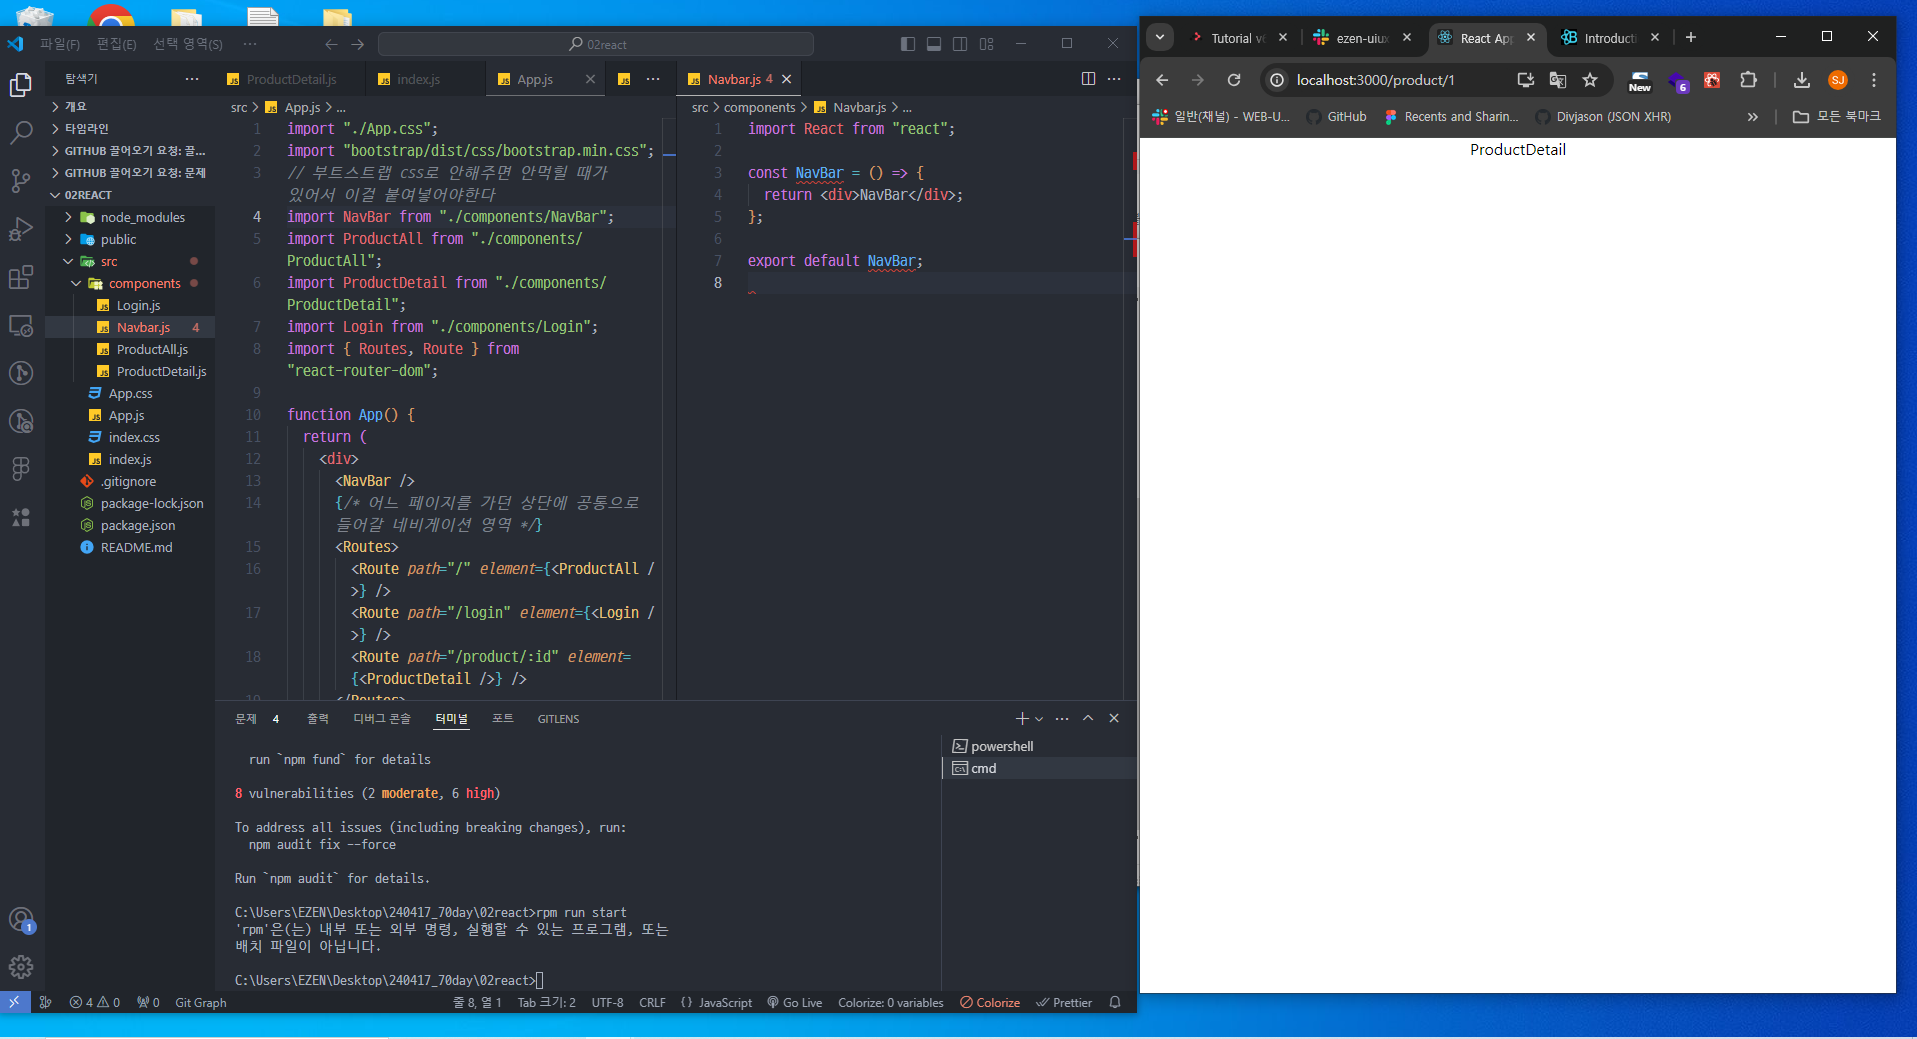 파일(F) 편집(E) 선택 영역(S) ···
02react
탐색기 ···
개요
타임라인
GITHUB 끌어오기 요청: 끌...
GITHUB 끌어오기 요청: 문제
02REACT
node_modules
public
src
components
Login.js
Navbar.js 4
ProductAll.js
ProductDetail.js
App.css
App.js
index.css
index.js
.gitignore
package-lock.json
package.json
README.md
ProductDetail.js
index.js
App.js
src > App.js > ...
1 import "./App.css";
2 import "bootstrap/dist/css/bootstrap.min.css";
3 // 부트스트랩 css로 안해주면 안먹힐 때가
있어서 이걸 붙여넣어야한다
4 import NavBar from "./components/NavBar";
5 import ProductAll from "./components/
ProductAll";
6 import ProductDetail from "./components/
ProductDetail";
7 import Login from "./components/Login";
8 import { Routes, Route } from
"react-router-dom";
9
10 function App() {
11 return (
12 <div>
13 <NavBar />
14 {/* 어느 페이지를 가던 상단에 공통으로
들어갈 네비게이션 영역 */}
15 <Routes>
16 <Route path="/" element={<ProductAll /
>} />
17 <Route path="/login" element={<Login /
>} />
18 <Route path="/product/:id" element=
{<ProductDetail />} />
19 </Routes>
Navbar.js 4
src > components > Navbar.js > ...
1 import React from "react";
2
3 const NavBar = () => {
4 return <div>NavBar</div>;
5 };
6
7 export default NavBar;
8
문제 4 출력 디버그 콘솔 터미널 포트 GITLENS
run `npm fund` for details
8 vulnerabilities (2 moderate, 6 high)
To address all issues (including breaking changes), run:
npm audit fix --force
Run `npm audit` for details.
C:\Users\EZEN\Desktop\240417_70day\02react>rpm run start
'rpm'은(는) 내부 또는 외부 명령, 실행할 수 있는 프로그램, 또는
배치 파일이 아닙니다.
C:\Users\EZEN\Desktop\240417_70day\02react>
powershell
cmd
1
4 0 0 Git Graph 줄 8, 열 1 Tab 크기: 2 UTF-8 CRLF {} JavaScript Go Live Colorize: 0 variables Colorize Prettier
Tutorial ezen-uiux React App Introducti
localhost:3000/product/1 New 6 SJ
일반(채널) - WEB-U... GitHub Recents and Sharin... Divjason (JSON XHR) » 모든 북마크
ProductDetail